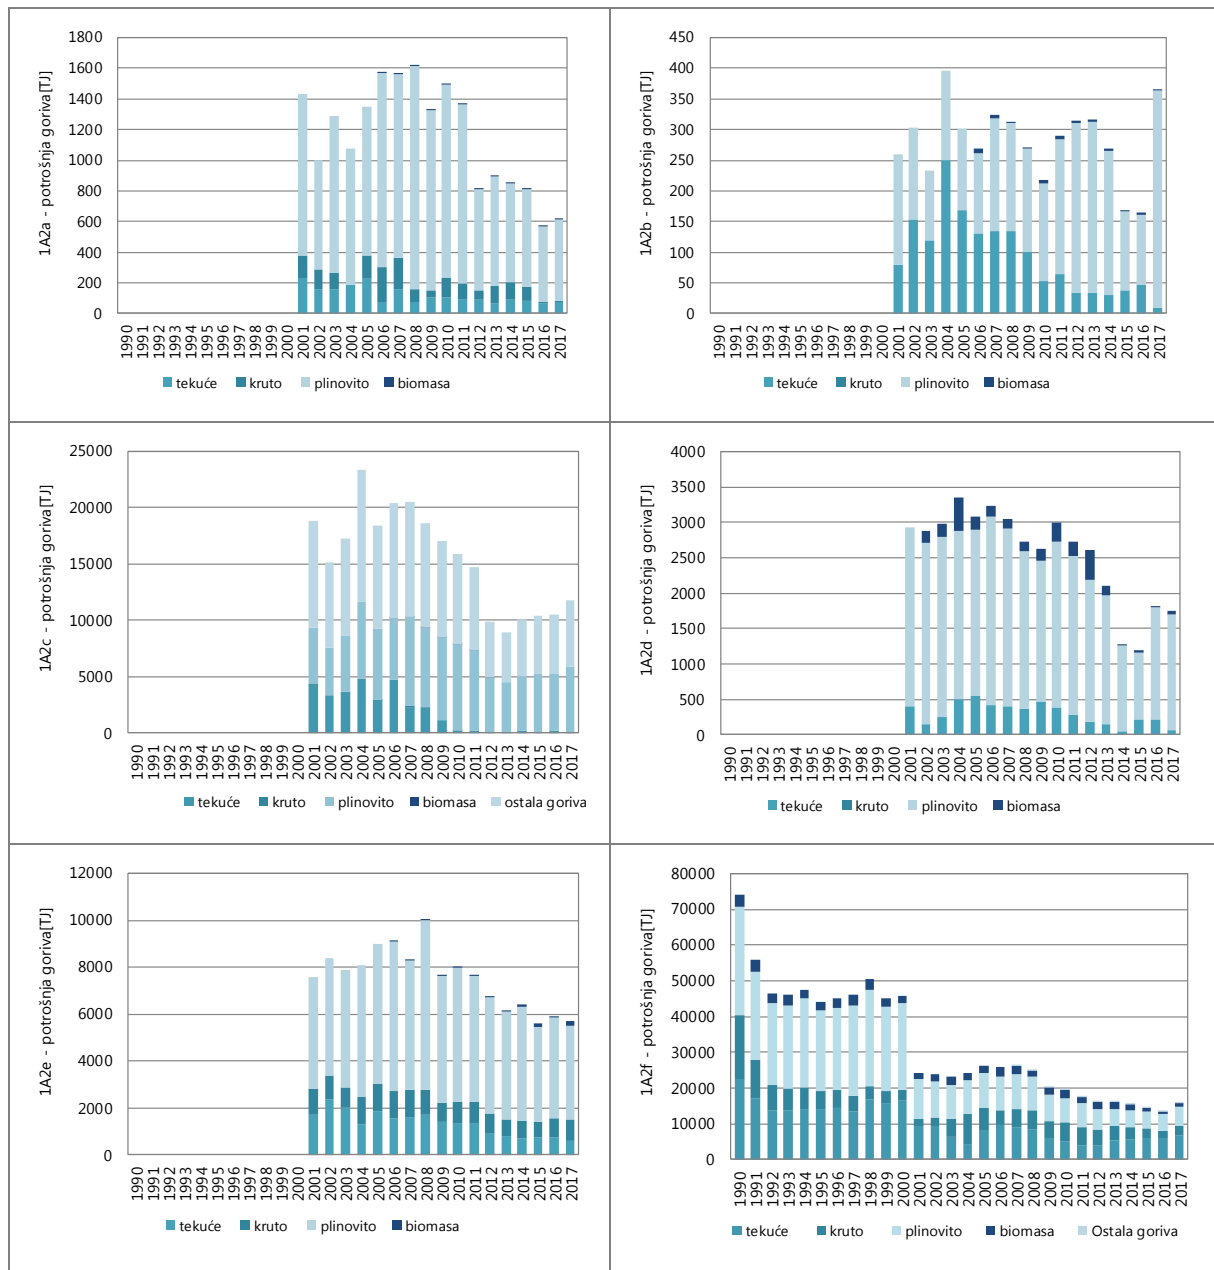 1A2a - potrošnja goriva[TJ]
1800
1600
1400
1200
1000
800
600
400
200
0
1990 1991 1992 1993 1994 1995 1996 1997 1998 1999 2000 2001 2002 2003 2004 2005 2006 2007 2008 2009 2010 2011 2012 2013 2014 2015 2016 2017
tekuće kruto plinovito biomasa
1A2b - potrošnja goriva[TJ]
450
400
350
300
250
200
150
100
50
0
1990 1991 1992 1993 1994 1995 1996 1997 1998 1999 2000 2001 2002 2003 2004 2005 2006 2007 2008 2009 2010 2011 2012 2013 2014 2015 2016 2017
tekuće kruto plinovito biomasa
1A2c - potrošnja goriva[TJ]
25000
20000
15000
10000
5000
0
1990 1991 1992 1993 1994 1995 1996 1997 1998 1999 2000 2001 2002 2003 2004 2005 2006 2007 2008 2009 2010 2011 2012 2013 2014 2015 2016 2017
tekuće kruto plinovito biomasa ostala goriva
1A2d - potrošnja goriva[TJ]
4000
3500
3000
2500
2000
1500
1000
500
0
1990 1991 1992 1993 1994 1995 1996 1997 1998 1999 2000 2001 2002 2003 2004 2005 2006 2007 2008 2009 2010 2011 2012 2013 2014 2015 2016 2017
tekuće kruto plinovito biomasa
1A2e - potrošnja goriva[TJ]
12000
10000
8000
6000
4000
2000
0
1990 1991 1992 1993 1994 1995 1996 1997 1998 1999 2000 2001 2002 2003 2004 2005 2006 2007 2008 2009 2010 2011 2012 2013 2014 2015 2016 2017
tekuće kruto plinovito biomasa
1A2f - potrošnja goriva[TJ]
80000
70000
60000
50000
40000
30000
20000
10000
0
1990 1991 1992 1993 1994 1995 1996 1997 1998 1999 2000 2001 2002 2003 2004 2005 2006 2007 2008 2009 2010 2011 2012 2013 2014 2015 2016 2017
tekuće kruto plinovito biomasa Ostala goriva